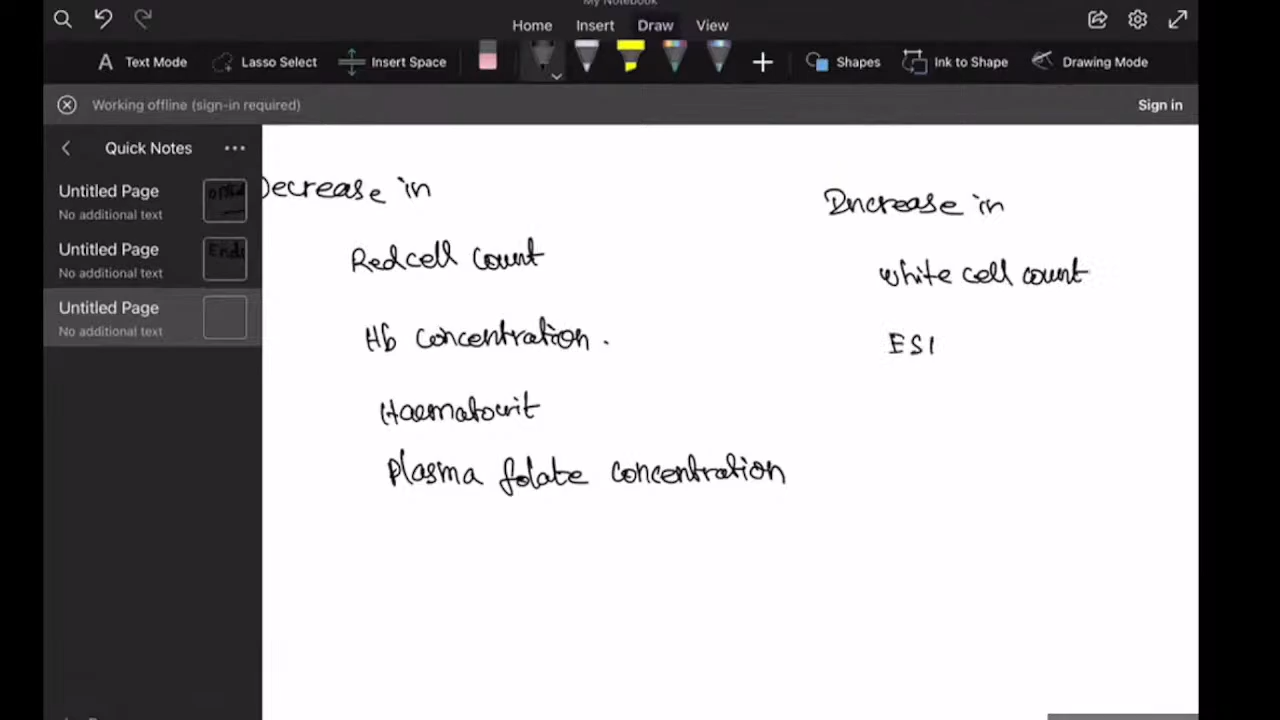 My Notebook
Home Insert Draw View
Text Mode Lasso Select Insert Space Shapes Ink to Shape Drawing Mode
Working offline (sign-in required) Sign in
Quick Notes
Untitled Page
No additional text
Untitled Page
No additional text
Untitled Page
No additional text
Decrease in
Red cell count
Hb concentration.
Haematocrit
Plasma folate concentration
Increase in
White cell count
ESI